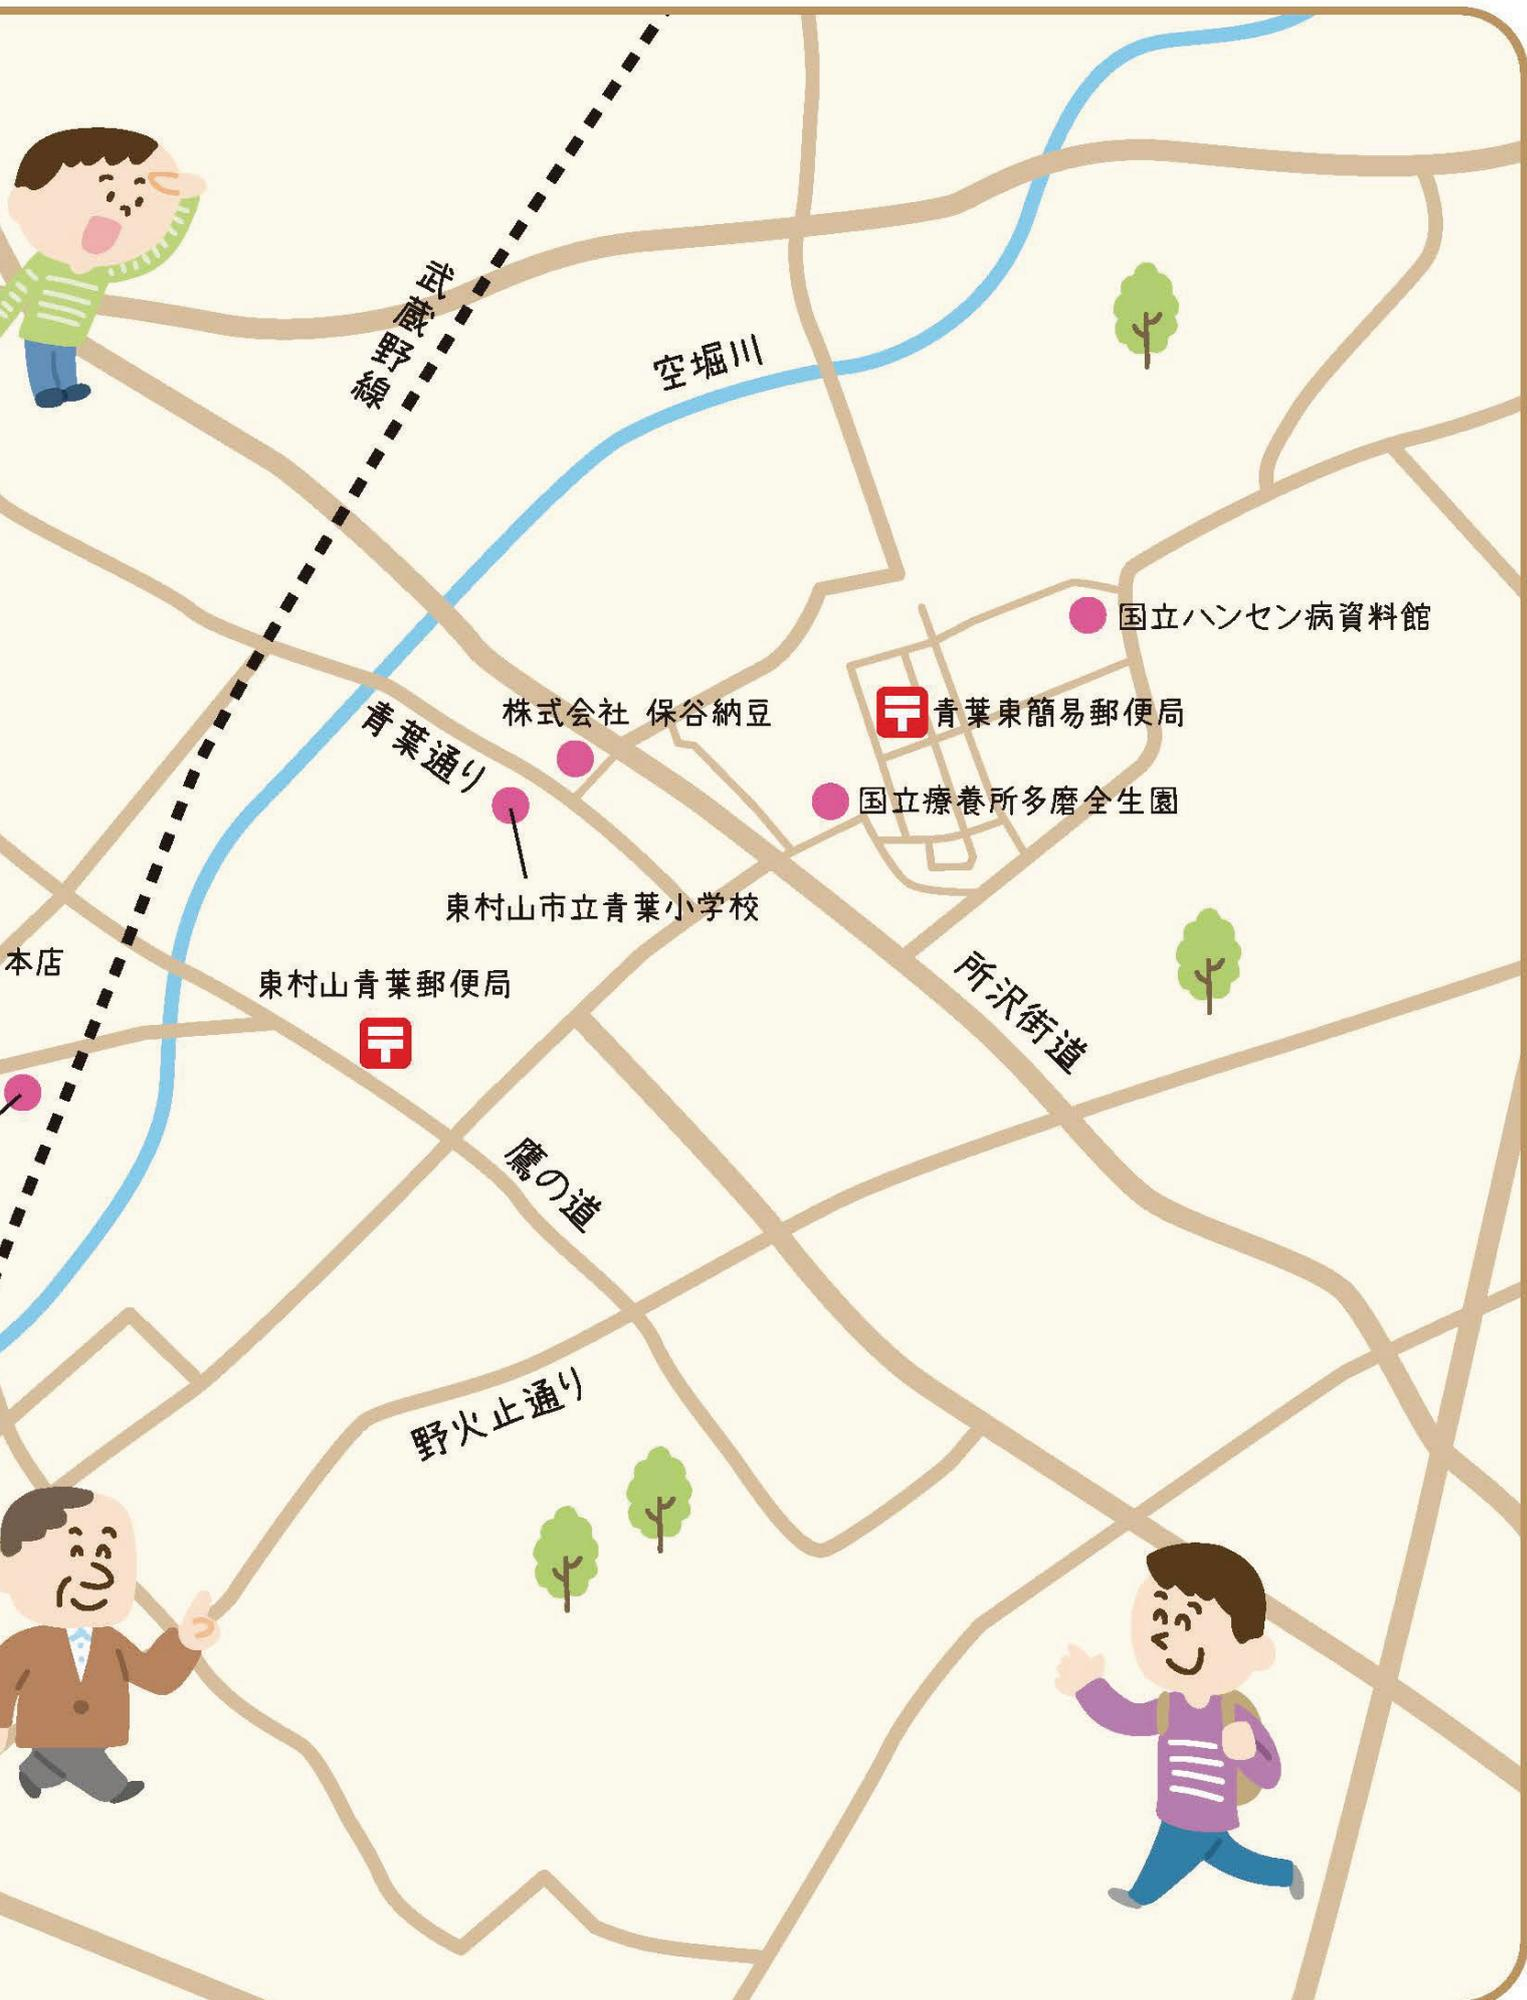 武蔵野線
空堀川
国立ハンセン病資料館
株式会社 保谷納豆
青葉東簡易郵便局
青葉通り
国立療養所多磨全生園
東村山市立青葉小学校
本店
東村山青葉郵便局
所沢街道
鷹の道
野火止通り